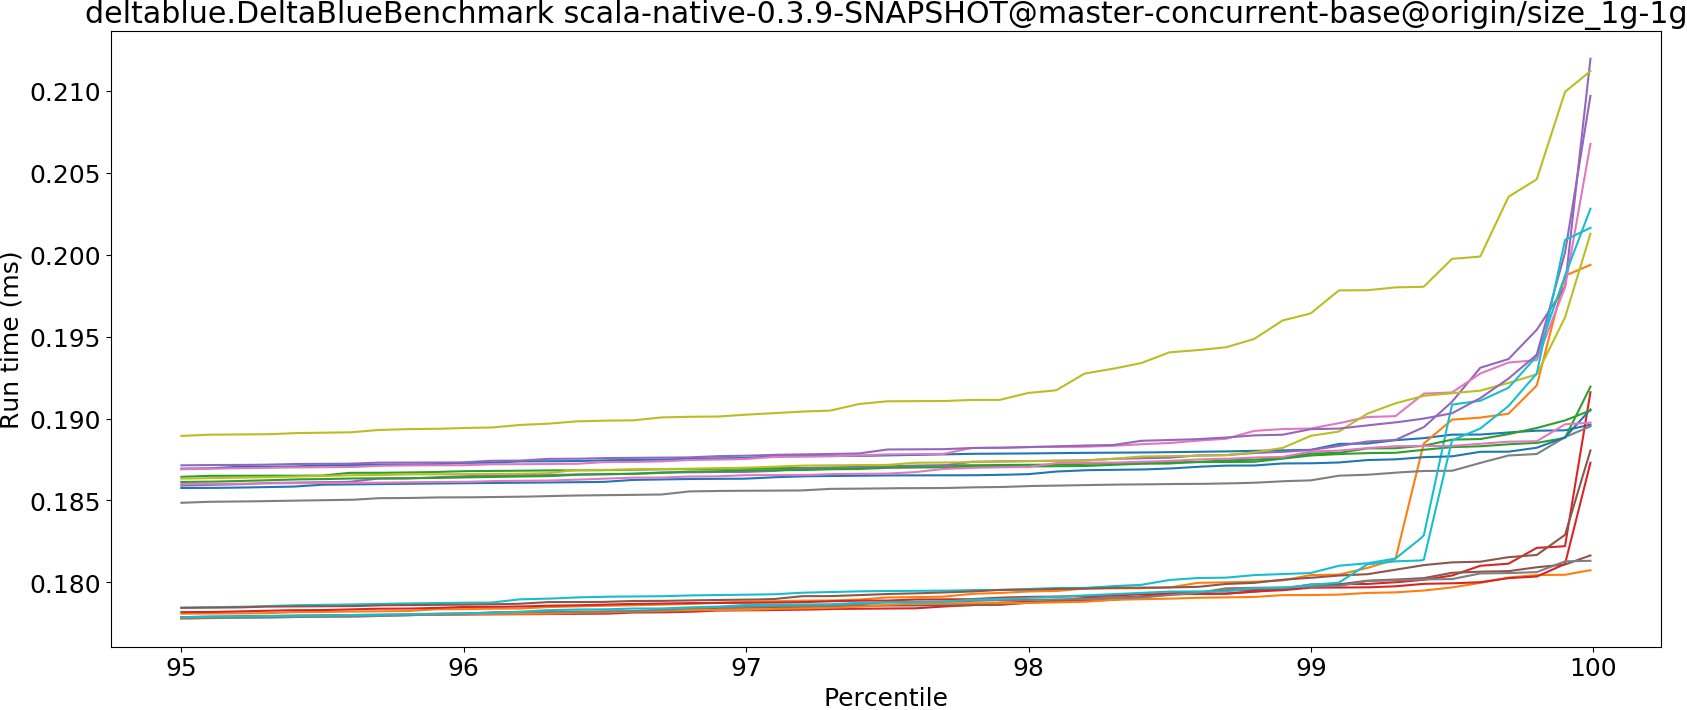 deltablue.DeltaBlueBenchmark scala-native-0.3.9-SNAPSHOT@master-concurrent-base@origin/size_1g-1g
0.210
0.205
0.200
0.195
0.190
0.185
0.180
Run time (ms)
95 96 97 98 99 100
Percentile